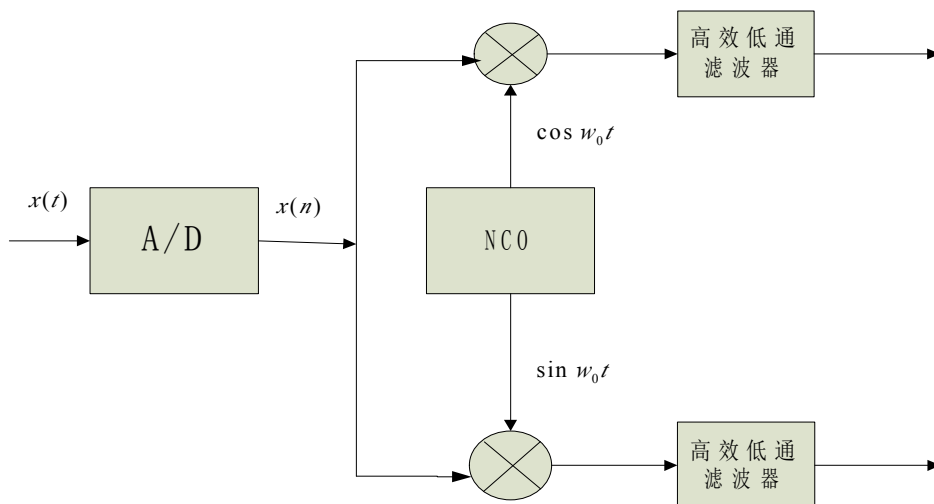 高效低通
滤波器
cos w₀t
x(t)
A/D
x(n)
NCO
sin w₀t
高效低通
滤波器